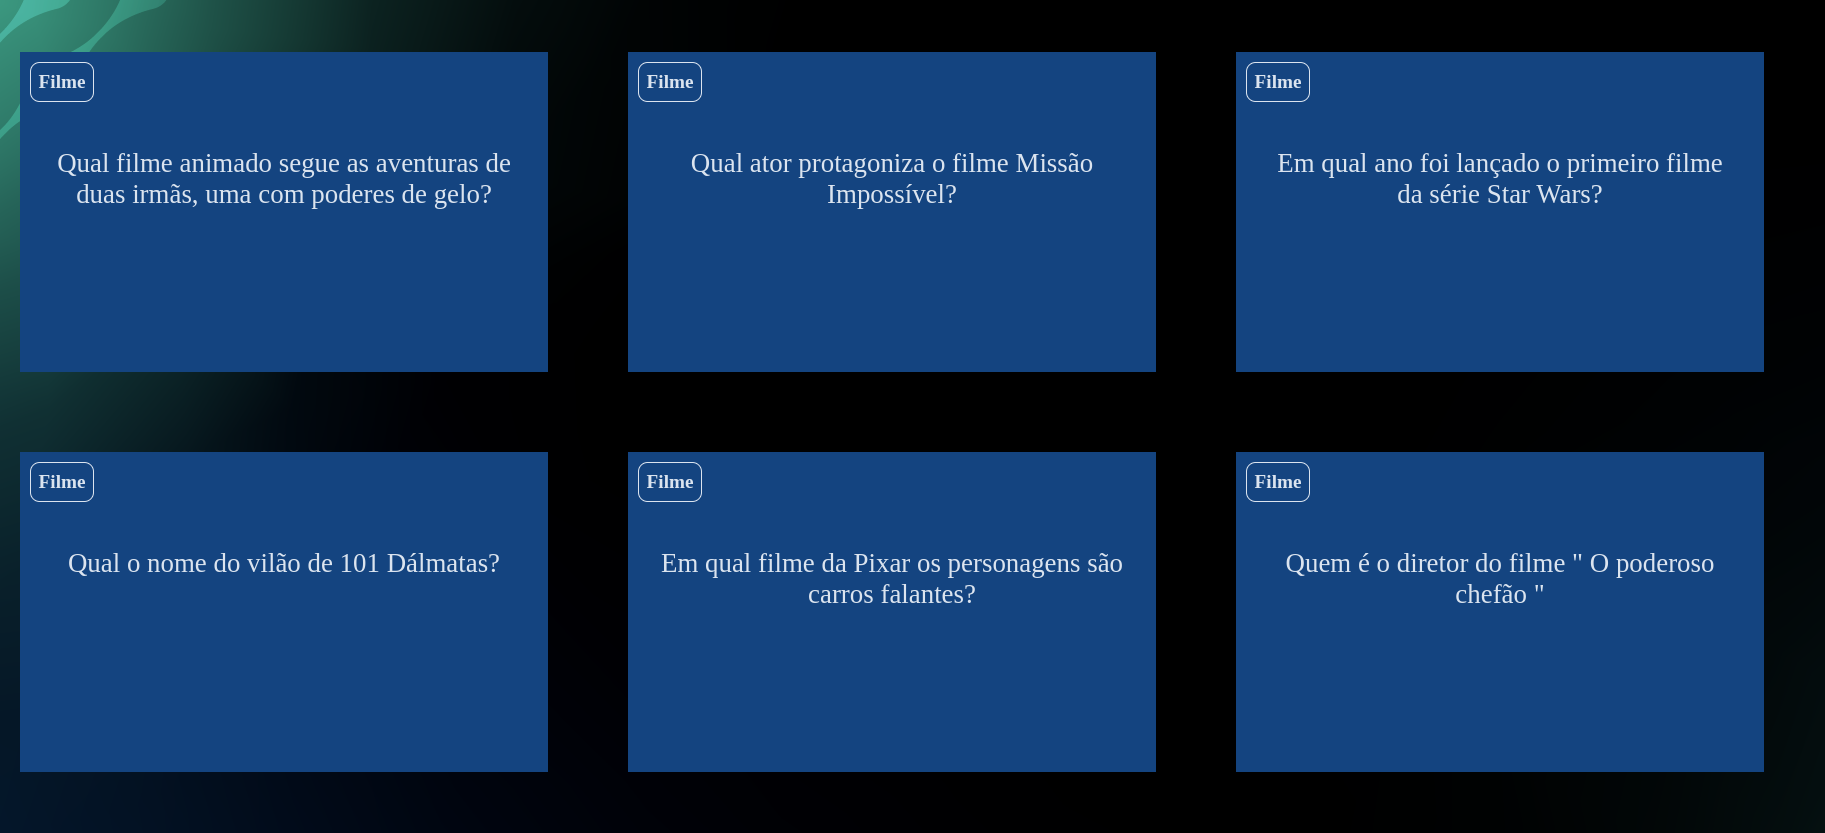 Filme
Qual filme animado segue as aventuras de
duas irmãs, uma com poderes de gelo?
Filme
Qual ator protagoniza o filme Missão
Impossível?
Filme
Em qual ano foi lançado o primeiro filme
da série Star Wars?
Filme
Qual o nome do vilão de 101 Dálmatas?
Filme
Em qual filme da Pixar os personagens são
carros falantes?
Filme
Quem é o diretor do filme " O poderoso
chefão "